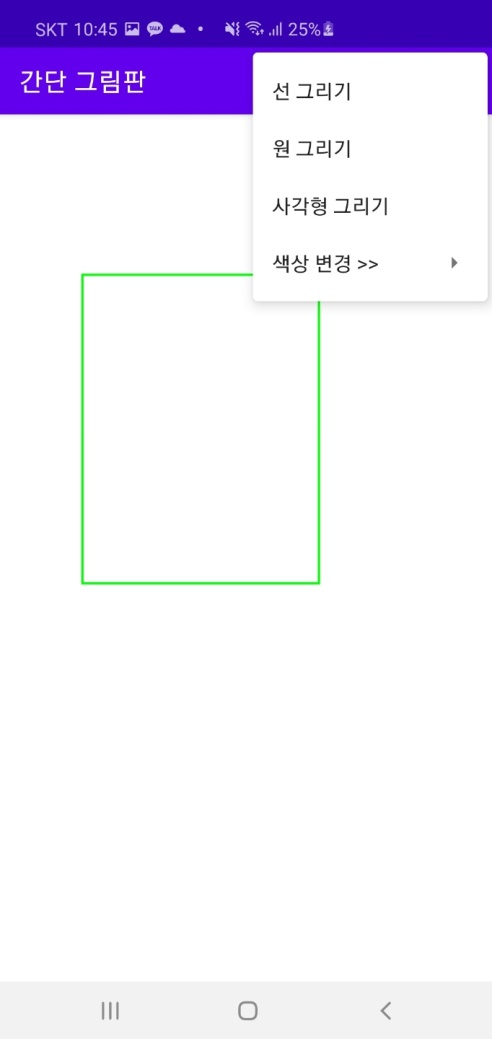 SKT 10:45 TALK 25%
간단 그림판
선 그리기
원 그리기
사각형 그리기
색상 변경 >>